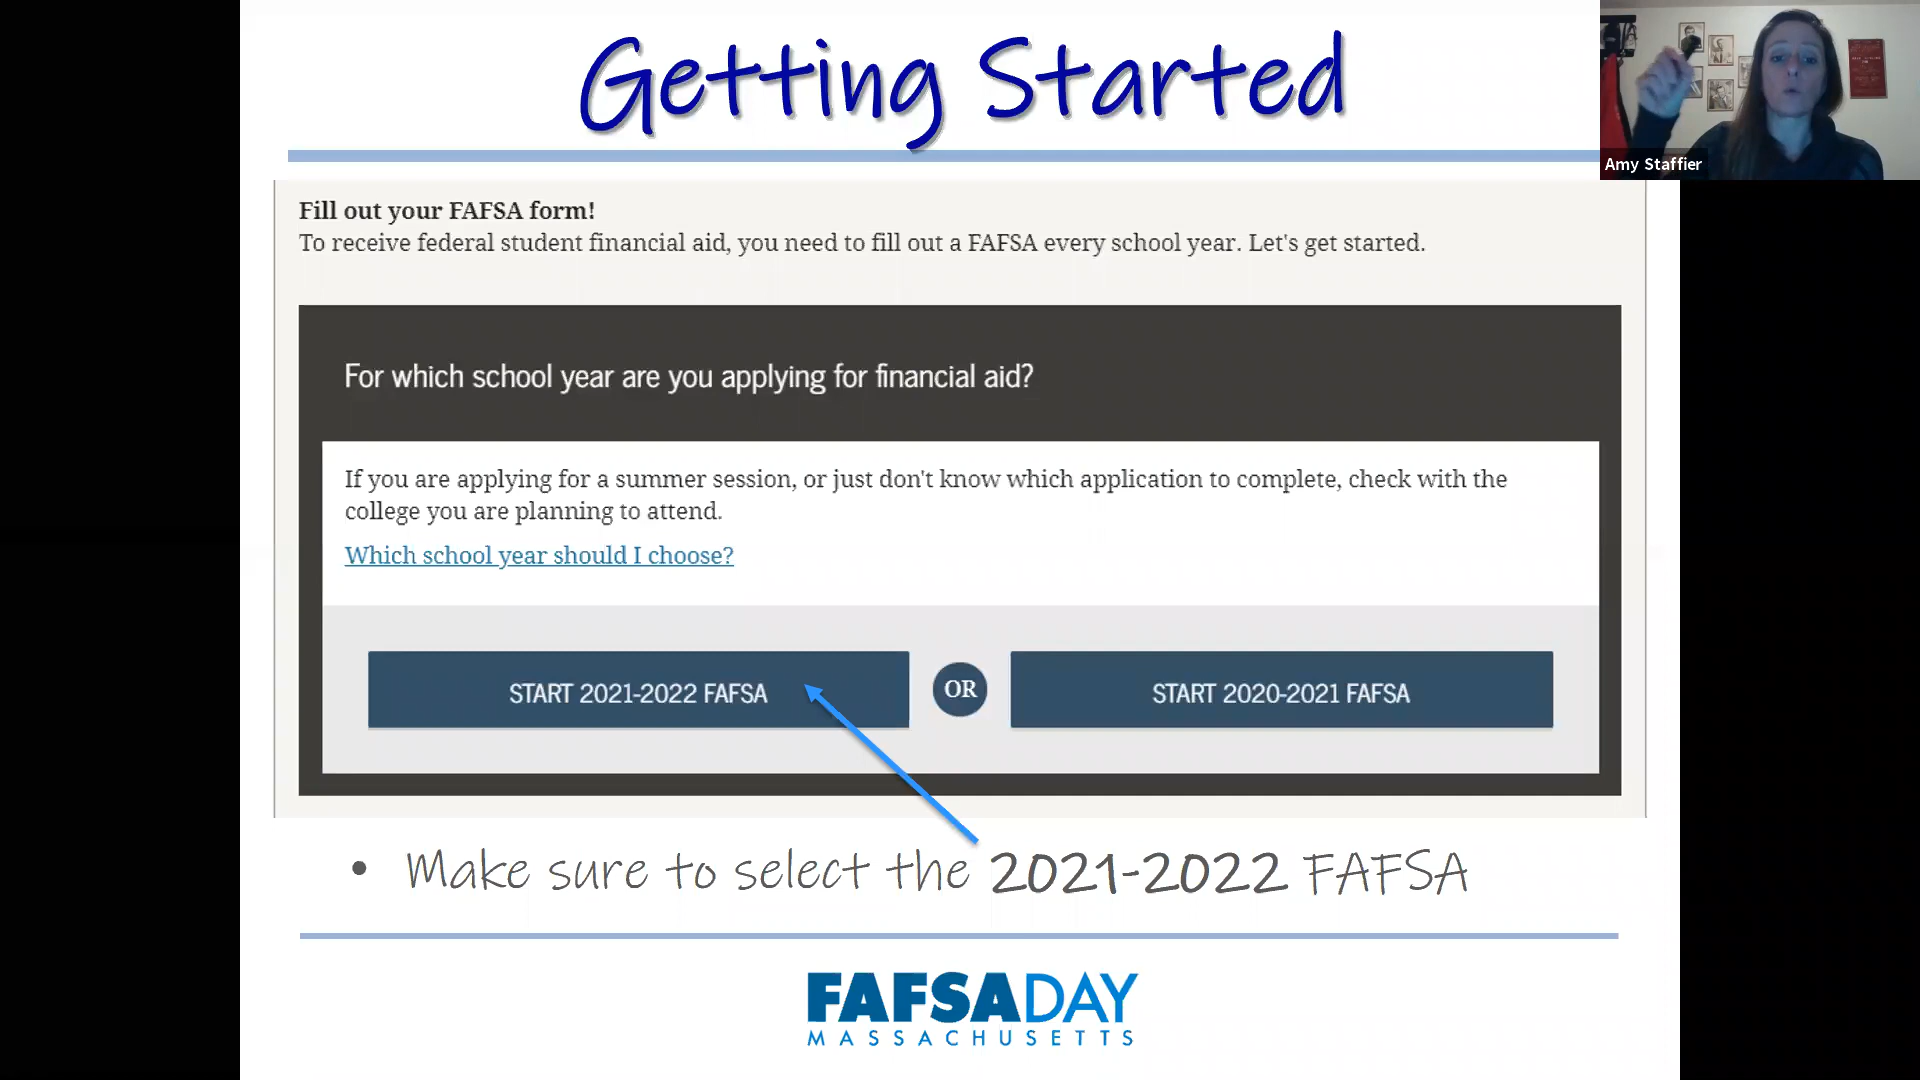 Getting Started
Amy Staffier
Fill out your FAFSA form!
To receive federal student financial aid, you need to fill out a FAFSA every school year. Let's get started.
For which school year are you applying for financial aid?
If you are applying for a summer session, or just don't know which application to complete, check with the
college you are planning to attend.
Which school year should I choose?
START 2021-2022 FAFSA
OR
START 2020-2021 FAFSA
• Make sure to select the 2021-2022 FAFSA
FAFSADAY
MASSACHUSETTS